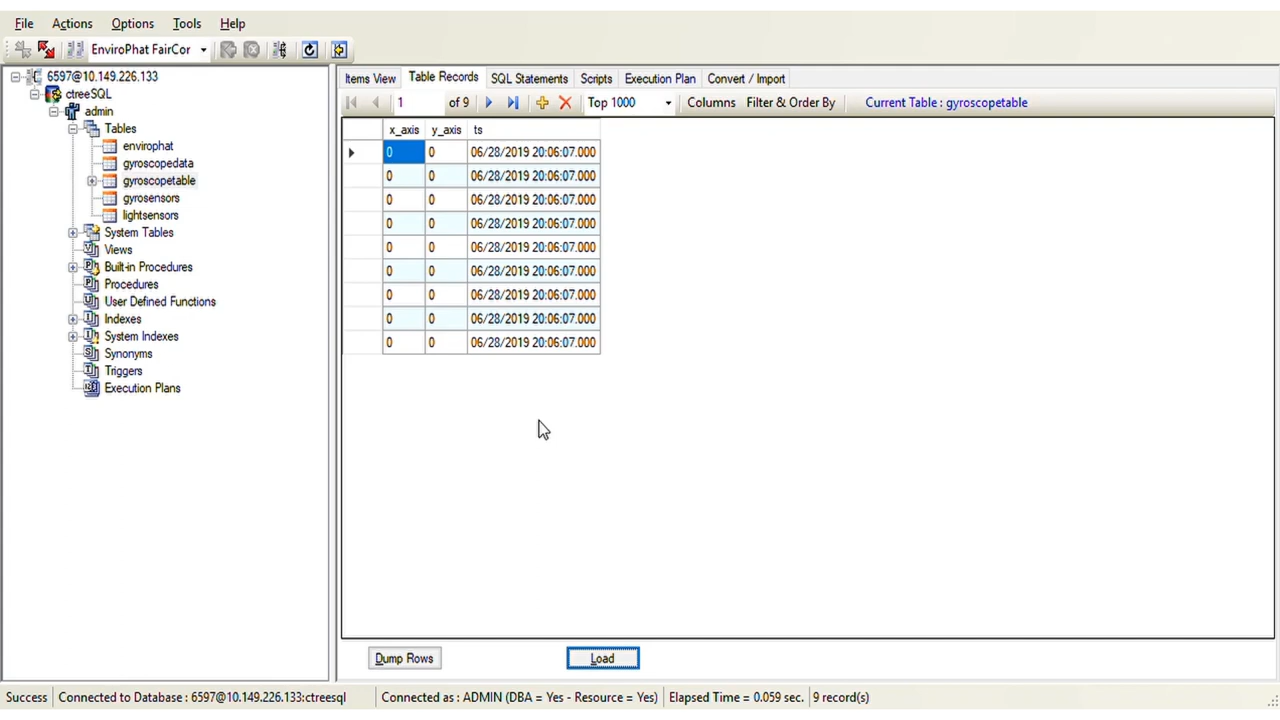 File Actions Options Tools Help
EnviroPhat FairCor
6597@10.149.226.133
ctreeSQL
admin
Tables
envirophat
gyroscopedata
gyroscopetable
gyrosensors
lightsensors
System Tables
Views
Built-in Procedures
Procedures
User Defined Functions
Indexes
System Indexes
Synonyms
Triggers
Execution Plans
Items View Table Records SQL Statements Scripts Execution Plan Convert / Import
1 of 9 Top 1000 Columns Filter & Order By Current Table : gyroscopetable
x_axis y_axis ts
0 0 06/28/2019 20:06:07.000
0 0 06/28/2019 20:06:07.000
0 0 06/28/2019 20:06:07.000
0 0 06/28/2019 20:06:07.000
0 0 06/28/2019 20:06:07.000
0 0 06/28/2019 20:06:07.000
0 0 06/28/2019 20:06:07.000
0 0 06/28/2019 20:06:07.000
0 0 06/28/2019 20:06:07.000
Dump Rows Load
Success Connected to Database : 6597@10.149.226.133:ctreesql Connected as : ADMIN (DBA = Yes - Resource = Yes) Elapsed Time = 0.059 sec. 9 record(s)